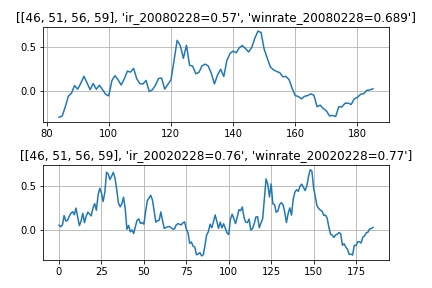 [[46, 51, 56, 59], 'ir_20080228=0.57', 'winrate_20080228=0.689']
0.5
0.0
80 100 120 140 160 180
[[46, 51, 56, 59], 'ir_20020228=0.76', 'winrate_20020228=0.77']
0.5
0.0
0 25 50 75 100 125 150 175